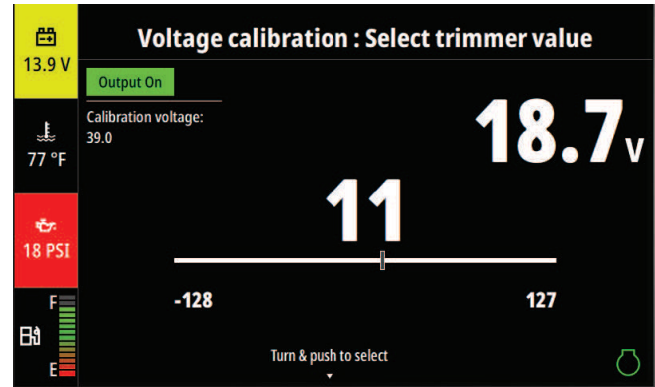 Voltage calibration : Select trimmer value
13.9 V
Output On
Calibration voltage:
39.0
18.7 V
77 °F
11
18 PSI
-128
127
F
E
Turn & push to select